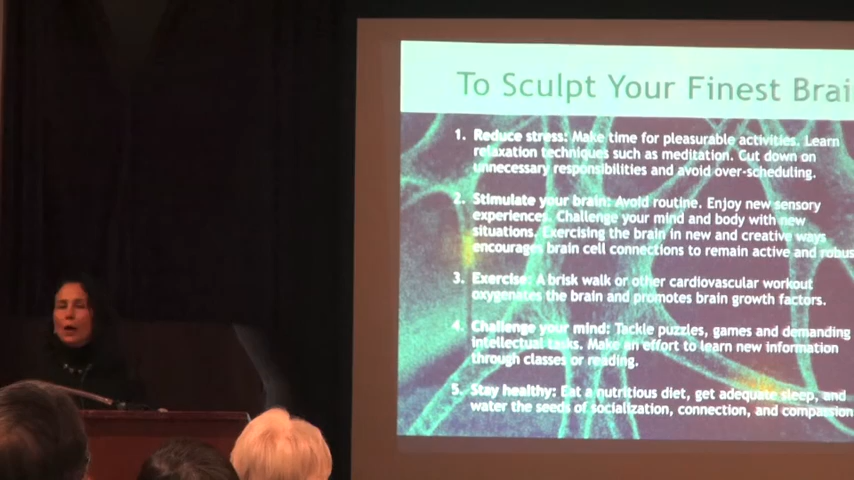 To Sculpt Your Finest Brai
1. Reduce stress: Make time for pleasurable activities. Learn
relaxation techniques such as meditation. Cut down on
unnecessary responsibilities and avoid over-scheduling.
2. Stimulate your brain: Avoid routine. Enjoy new sensory
experiences. Challenge your mind and body with new
situations. Exercising the brain in new and creative ways
encourages brain cell connections to remain active and robus
3. Exercise: A brisk walk or other cardiovascular workout
oxygenates the brain and promotes brain growth factors.
4. Challenge your mind: Tackle puzzles, games and demanding
intellectual tasks. Make an effort to learn new information
through classes or reading.
5. Stay healthy: Eat a nutritious diet, get adequate sleep, and
water the seeds of socialization, connection, and compassion